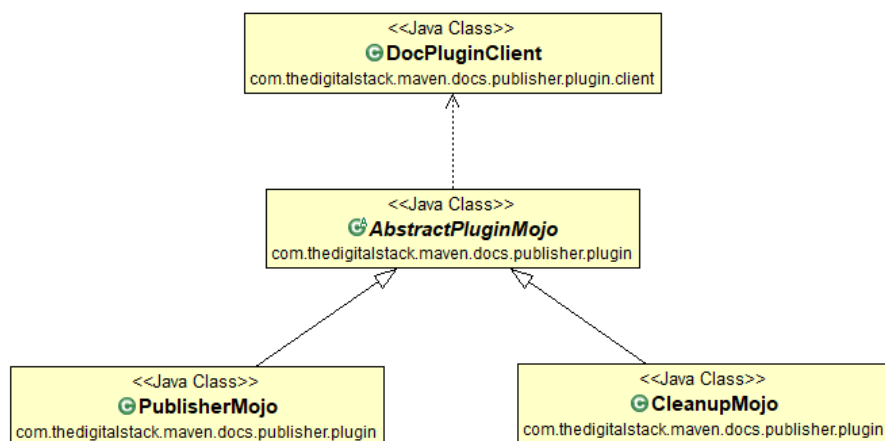 <<Java Class>>
DocPluginClient
com.thedigitalstack.maven.docs.publisher.plugin.client
<<Java Class>>
AbstractPluginMojo
com.thedigitalstack.maven.docs.publisher.plugin
<<Java Class>>
PublisherMojo
com.thedigitalstack.maven.docs.publisher.plugin
<<Java Class>>
CleanupMojo
com.thedigitalstack.maven.docs.publisher.plugin